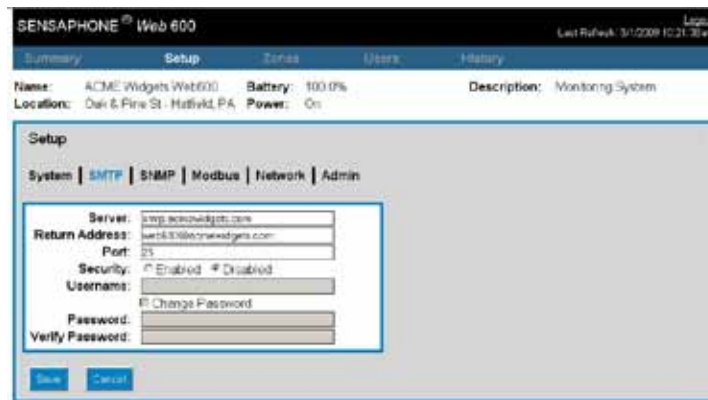 SENSAPHONE® Web 600
Last Refresh: 3/1/2009 10:21:38
Summary Setup Zones Users History
Name: ACME Widgets Web600 Battery: 100.0% Description: Monitoring System
Location: Oak & Pine St - Hatfield, PA Power: On
Setup
System | SMTP | SNMP | Modbus | Network | Admin
Server: smtp.acmewidgets.com
Return Address: web600@acmewidgets.com
Port: 25
Security: Enabled Disabled
Username:
Change Password
Password:
Verify Password:
Save Cancel